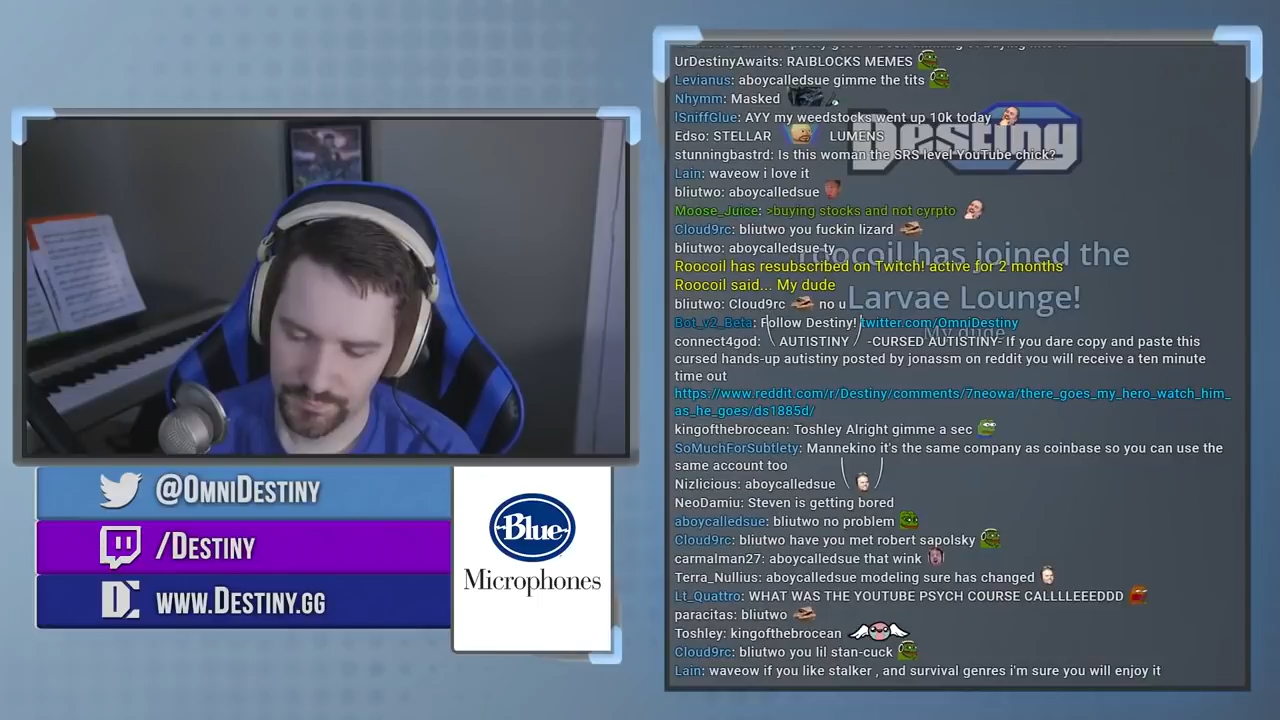 UrDestinyAwaits: RAIBLOCKS MEMES
Levianus: aboycalledsue gimme the tits
Nhymm: Masked
lSniffGlue: AYY my weedstocks went up 10k today
Edso: STELLAR LUMENS
Destiny
stunningbastrd: Is this woman the SRS level YouTube chick?
Lain: waveow i love it
bliutwo: aboycalledsue
Moose_Juice: >buying stocks and not cyrpto
Cloud9rc: bliutwo you fuckin lizard
bliutwo: aboycalledsue ty
roocoil has joined the
Larvae Lounge!
My dude
Roocoil has resubscribed on Twitch! active for 2 months
Roocoil said... My dude
bliutwo: Cloud9rc no u
Bot_v2_Beta: Follow Destiny! twitter.com/OmniDestiny
connect4god: \ AUTISTINY / -CURSED AUTISTINY- If you dare copy and paste this
cursed hands-up autistiny posted by jonassm on reddit you will receive a ten minute
time out
https://www.reddit.com/r/Destiny/comments/7neowa/there_goes_my_hero_watch_him_
as_he_goes/ds1885d/
kingofthebrocean: Toshley Alright gimme a sec
SoMuchForSubtlety: Mannekino it's the same company as coinbase so you can use the
same account too
Nizlicious: aboycalledsue
NeoDamiu: Steven is getting bored
aboycalledsue: bliutwo no problem
Cloud9rc: bliutwo have you met robert sapolsky
carmalman27: aboycalledsue that wink
Terra_Nullius: aboycalledsue modeling sure has changed
Lt_Quattro: WHAT WAS THE YOUTUBE PSYCH COURSE CALLLLEEEDDD
paracitas: bliutwo
Toshley: kingofthebrocean
Cloud9rc: bliutwo you lil stan-cuck
Lain: waveow if you like stalker , and survival genres i'm sure you will enjoy it
@OmniDestiny
/Destiny
www.Destiny.gg
Blue
Microphones